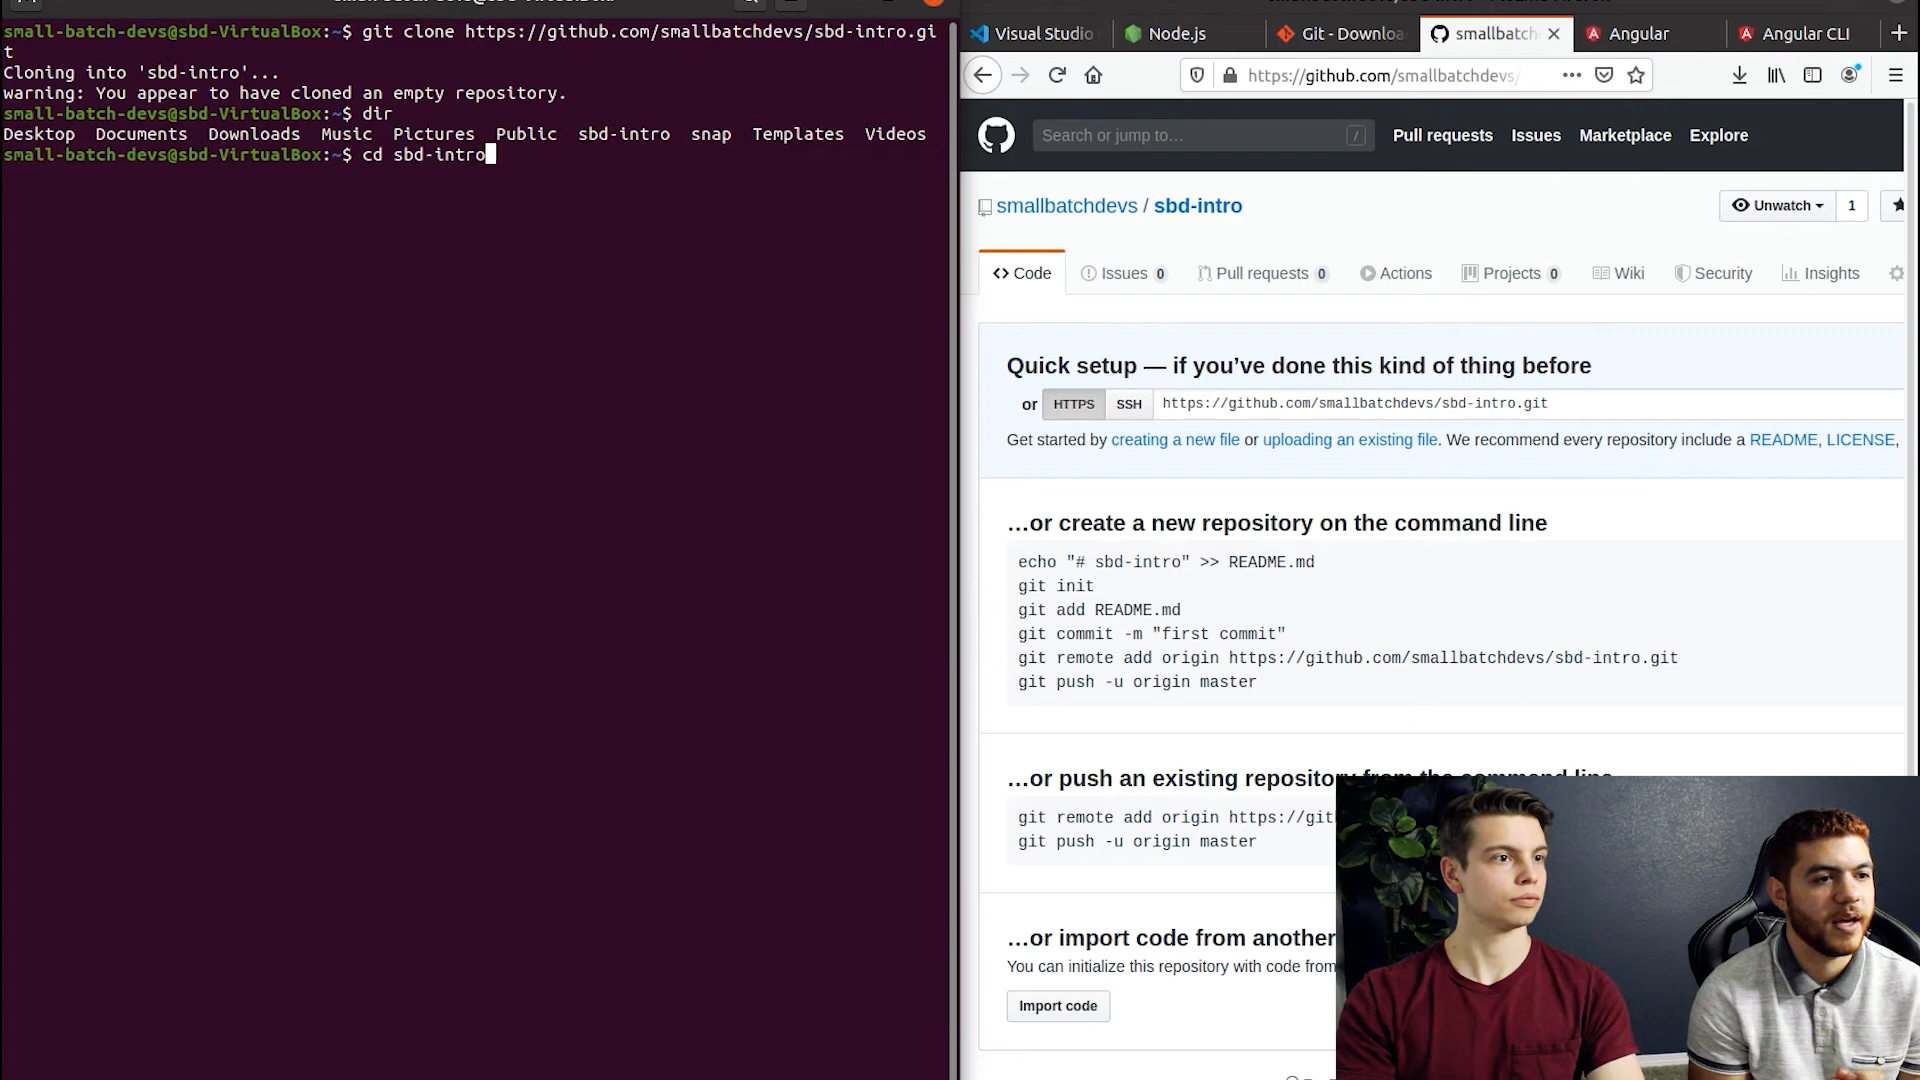 small-batch-devs@sbd-VirtualBox:~$ git clone https://github.com/smallbatchdevs/sbd-intro.gi
t
Cloning into 'sbd-intro'...
warning: You appear to have cloned an empty repository.
small-batch-devs@sbd-VirtualBox:~$ dir
Desktop Documents Downloads Music Pictures Public sbd-intro snap Templates Videos
small-batch-devs@sbd-VirtualBox:~$ cd sbd-intro
Visual Studio
Node.js
Git - Downloa
smallbatch
Angular
Angular CLI
https://github.com/smallbatchdevs/
Search or jump to…
/
Pull requests
Issues
Marketplace
Explore
smallbatchdevs / sbd-intro
Unwatch
1
Code
Issues 0
Pull requests 0
Actions
Projects 0
Wiki
Security
Insights
Quick setup — if you’ve done this kind of thing before
or HTTPS SSH https://github.com/smallbatchdevs/sbd-intro.git
Get started by creating a new file or uploading an existing file. We recommend every repository include a README, LICENSE,
…or create a new repository on the command line
echo "# sbd-intro" >> README.md
git init
git add README.md
git commit -m "first commit"
git remote add origin https://github.com/smallbatchdevs/sbd-intro.git
git push -u origin master
…or push an existing repository from the command line
git remote add origin https://git
git push -u origin master
…or import code from another
You can initialize this repository with code from
Import code